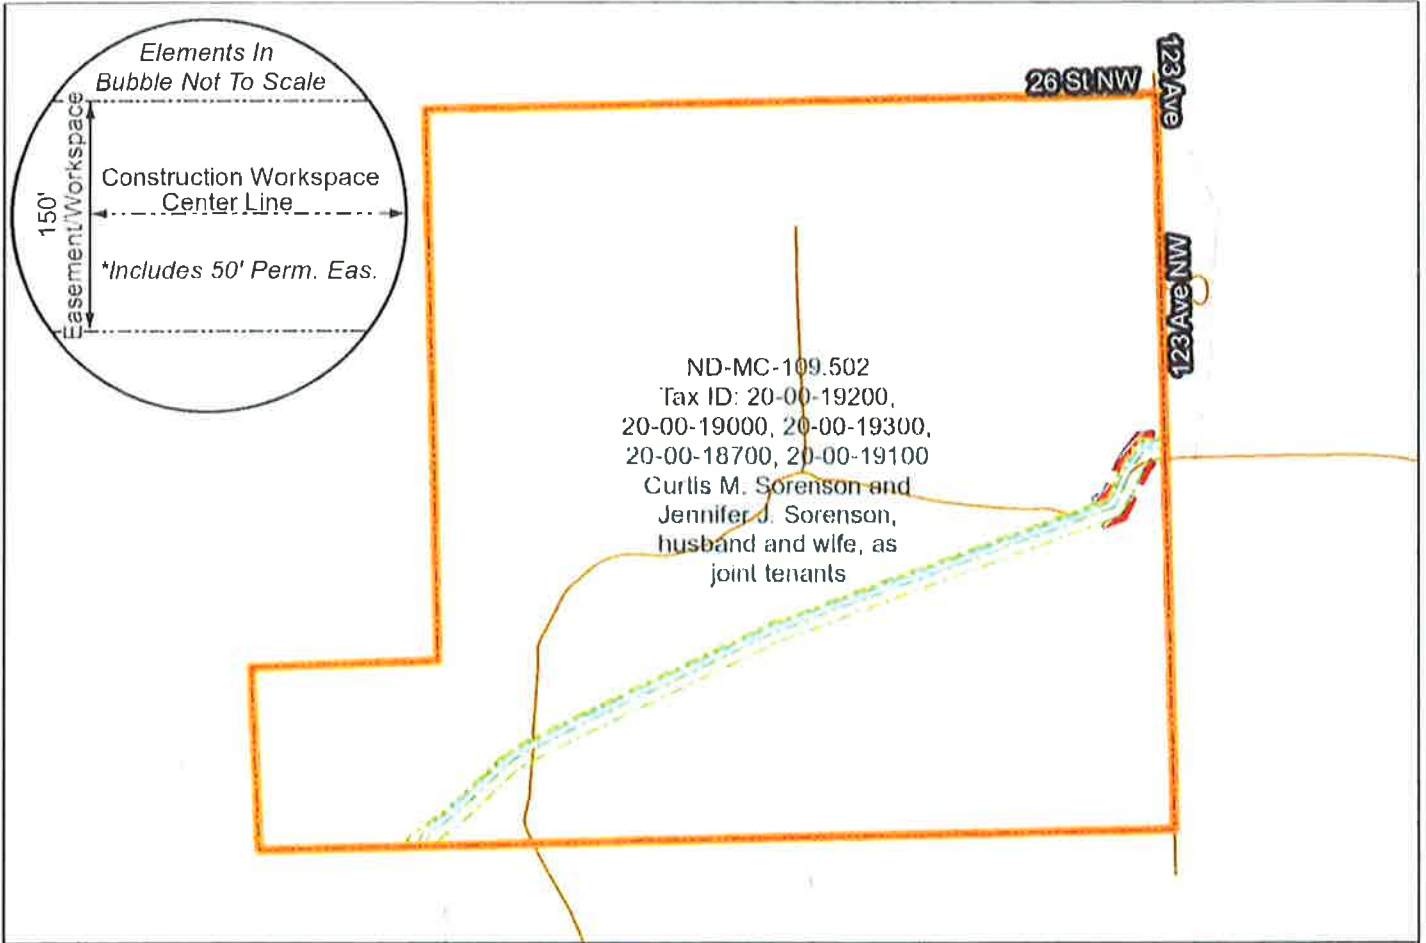 Elements In
Bubble Not To Scale
150'
Easement/Workspace
Construction Workspace
Center Line
*Includes 50' Perm. Eas.
26 St NW
123 Ave
123 Ave NW
ND-MC-109.502
Tax ID: 20-00-19200,
20-00-19000, 20-00-19300,
20-00-18700, 20-00-19100
Curtis M. Sorenson and
Jennifer J. Sorenson,
husband and wife, as
joint tenants